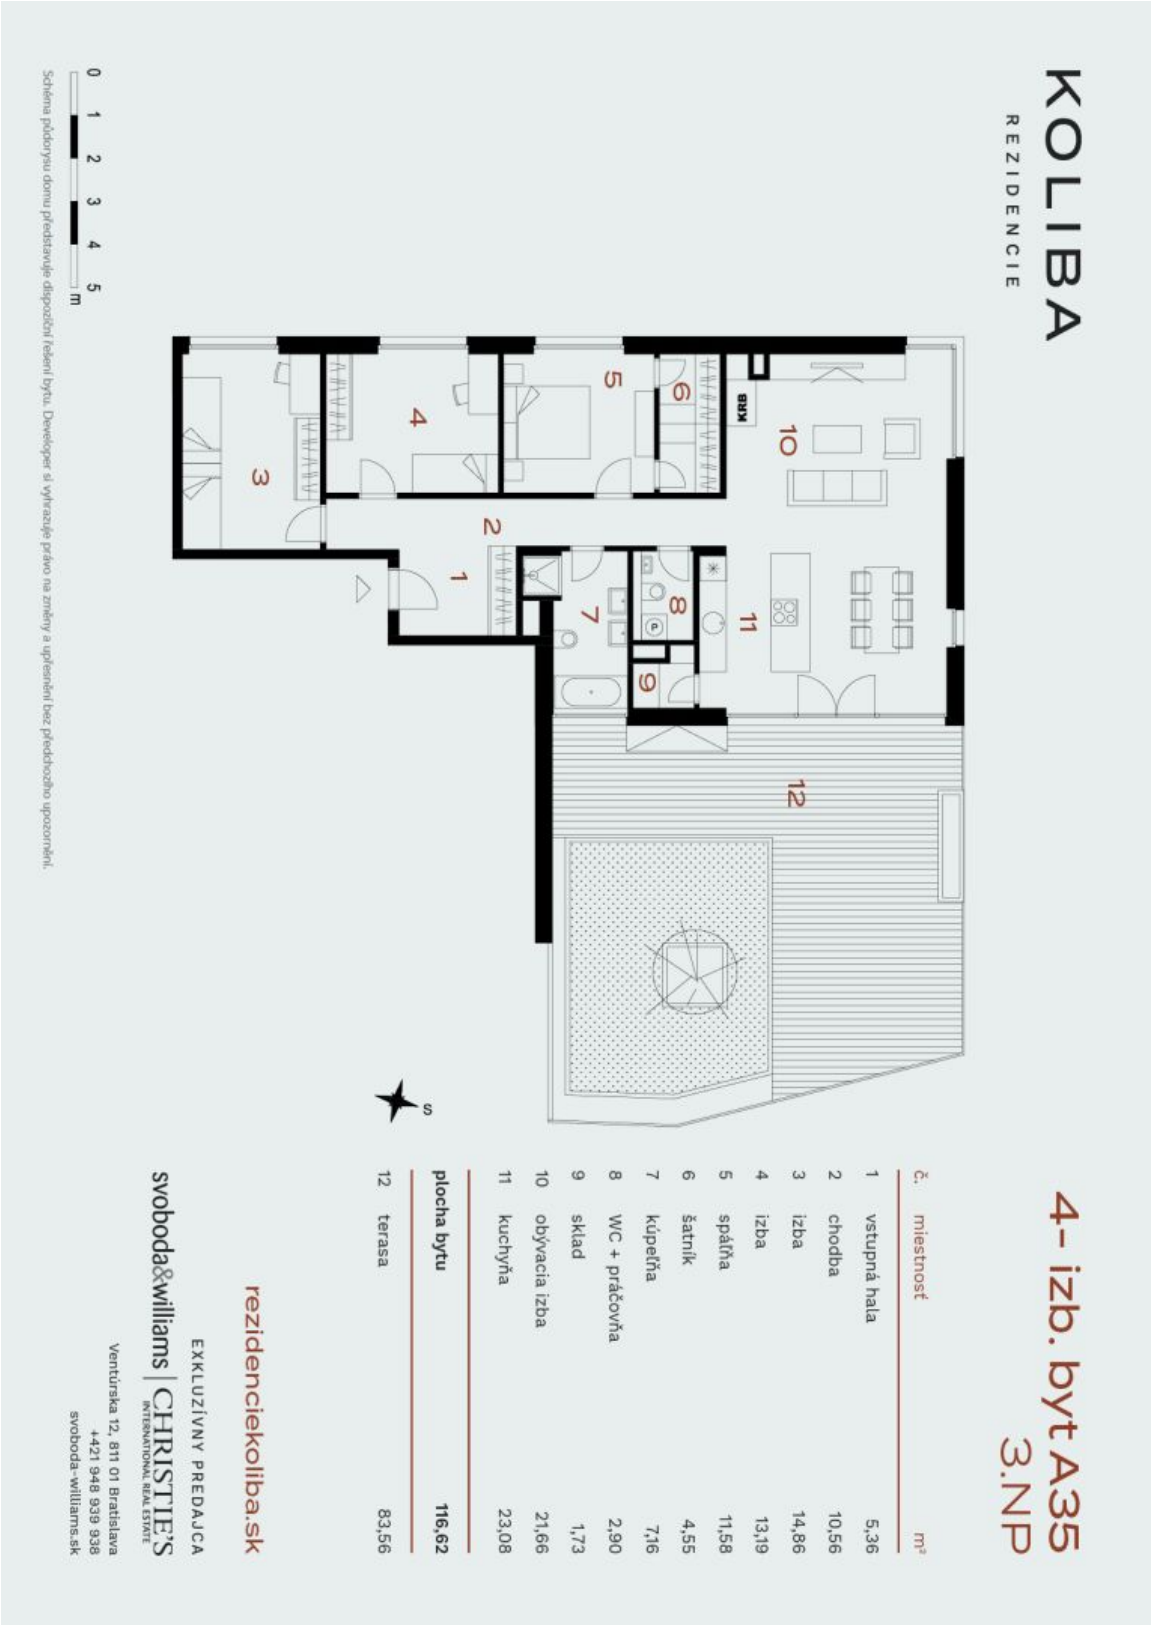 KOLIBA
REZIDENCIE
4- izb. byt A35
3.NP
č. miestnosť m²
1 vstupná hala 5,36
2 chodba 10,56
3 izba 14,86
4 izba 13,19
5 spálňa 11,58
6 šatník 4,55
7 kúpeľňa 7,16
8 WC + práčovňa 2,90
9 sklad 1,73
10 obývacia izba 21,66
11 kuchyňa 23,08
plocha bytu 116,62
12 terasa 83,56
10
11
12
KRB
6
8
9
5
7
2
4
1
3
S
P
rezidenciekoliba.sk
EXKLUZÍVNY PREDAJCA
svoboda&williams | CHRISTIE'S
INTERNATIONAL REAL ESTATE
Ventúrska 12, 811 01 Bratislava
+421 948 939 938
svoboda-williams.sk
0 1 2 3 4 5
m
Schéma půdorysu domu představuje dispoziční řešení bytu. Developer si vyhrazuje právo na změny a upřesnění bez předchozího upozornění.